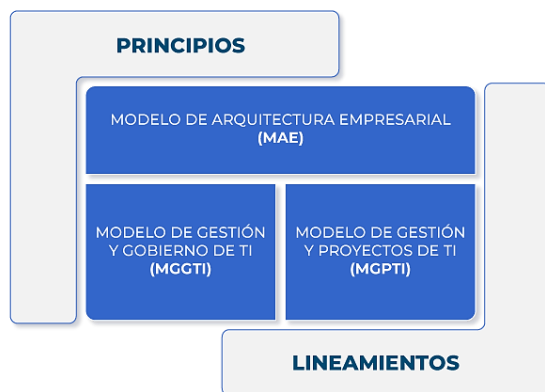 PRINCIPIOS
MODELO DE ARQUITECTURA EMPRESARIAL
(MAE)
MODELO DE GESTIÓN
Y GOBIERNO DE TI
(MGGTI)
MODELO DE GESTIÓN
Y PROYECTOS DE TI
(MGPTI)
LINEAMIENTOS